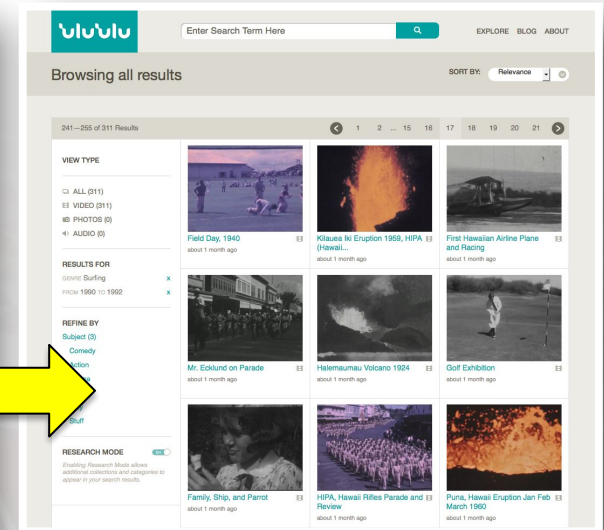 'ulu'ulu
Enter Search Term Here
EXPLORE BLOG ABOUT
Browsing all results
SORT BY: Relevance
241—255 of 311 Results
1 2 ... 15 16 17 18 19 20 21
VIEW TYPE
ALL (311)
VIDEO (311)
PHOTOS (0)
AUDIO (0)
RESULTS FOR
GENRE Surfing x
FROM 1990 TO 1992 x
REFINE BY
Subject (3)
Comedy
Action
Stuff
RESEARCH MODE
Enabling Research Mode allows
additional collections and categories to
appear in your search results.
Field Day, 1940
about 1 month ago
Kilauea Iki Eruption 1959, HIPA
(Hawaii...
about 1 month ago
First Hawaiian Airline Plane
and Racing
about 1 month ago
Mr. Ecklund on Parade
about 1 month ago
Halemaumau Volcano 1924
about 1 month ago
Golf Exhibition
about 1 month ago
Family, Ship, and Parrot
about 1 month ago
HIPA, Hawaii Rifles Parade and
Review
about 1 month ago
Puna, Hawaii Eruption Jan Feb
March 1960
about 1 month ago